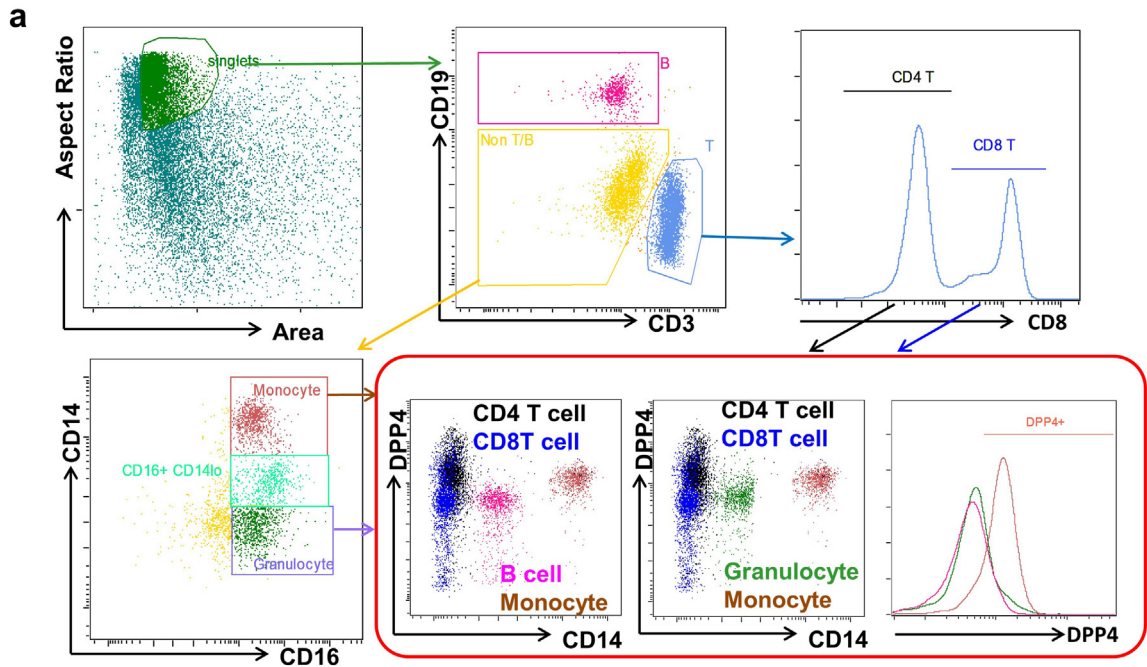 a
Aspect Ratio
singlets
Area
CD19
B
Non T/B
T
CD3
CD4 T
CD8 T
CD8
CD14
Monocyte
CD16+ CD14lo
Granulocyte
CD16
DPP4
CD4 T cell
CD8T cell
B cell
Monocyte
CD14
DPP4
CD4 T cell
CD8T cell
Granulocyte
Monocyte
CD14
DPP4+
DPP4